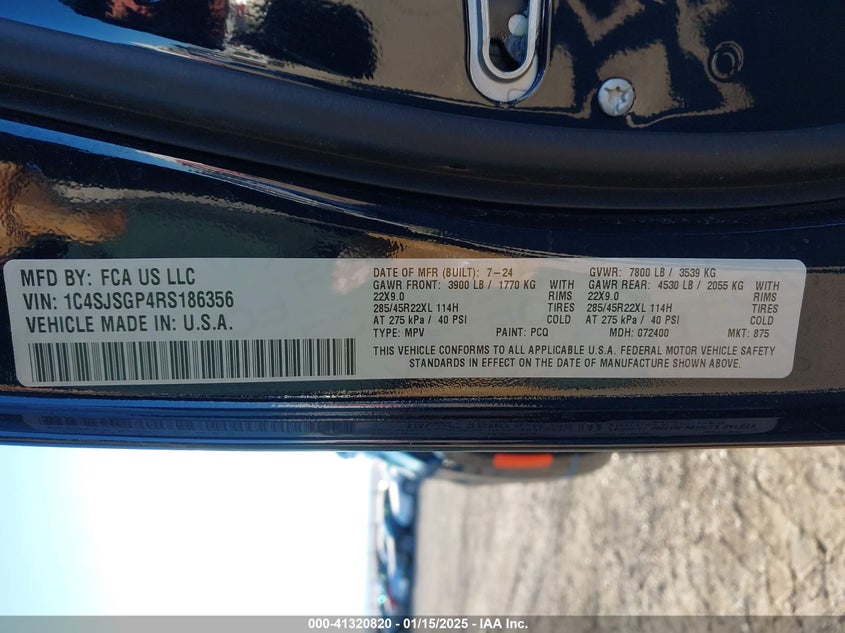 MFD BY: FCA US LLC
VIN: 1C4SJSGP4RS186356
VEHICLE MADE IN: U.S.A.
DATE OF MFR (BUILT): 7-24 GVWR: 7800 LB / 3539 KG
GAWR FRONT: 3900 LB / 1770 KG GAWR REAR: 4530 LB / 2055 KG
22X9.0 RIMS 22X9.0 RIMS
285/45R22XL 114H TIRES 285/45R22XL 114H TIRES
AT 275 kPa / 40 PSI COLD AT 275 kPa / 40 PSI COLD
TYPE: MPV PAINT: PCQ MDH: 072400 MKT: 875
THIS VEHICLE CONFORMS TO ALL APPLICABLE U.S.A. FEDERAL MOTOR VEHICLE SAFETY
STANDARDS IN EFFECT ON THE DATE OF MANUFACTURE SHOWN ABOVE.
000-41320820 - 01/15/2025 - IAA Inc.